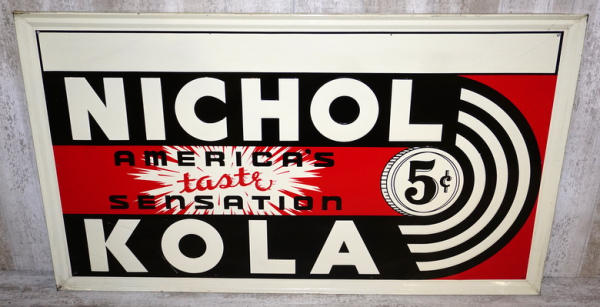 NICHOL
AMERICA'S
taste
SENSATION
5¢
KOLA